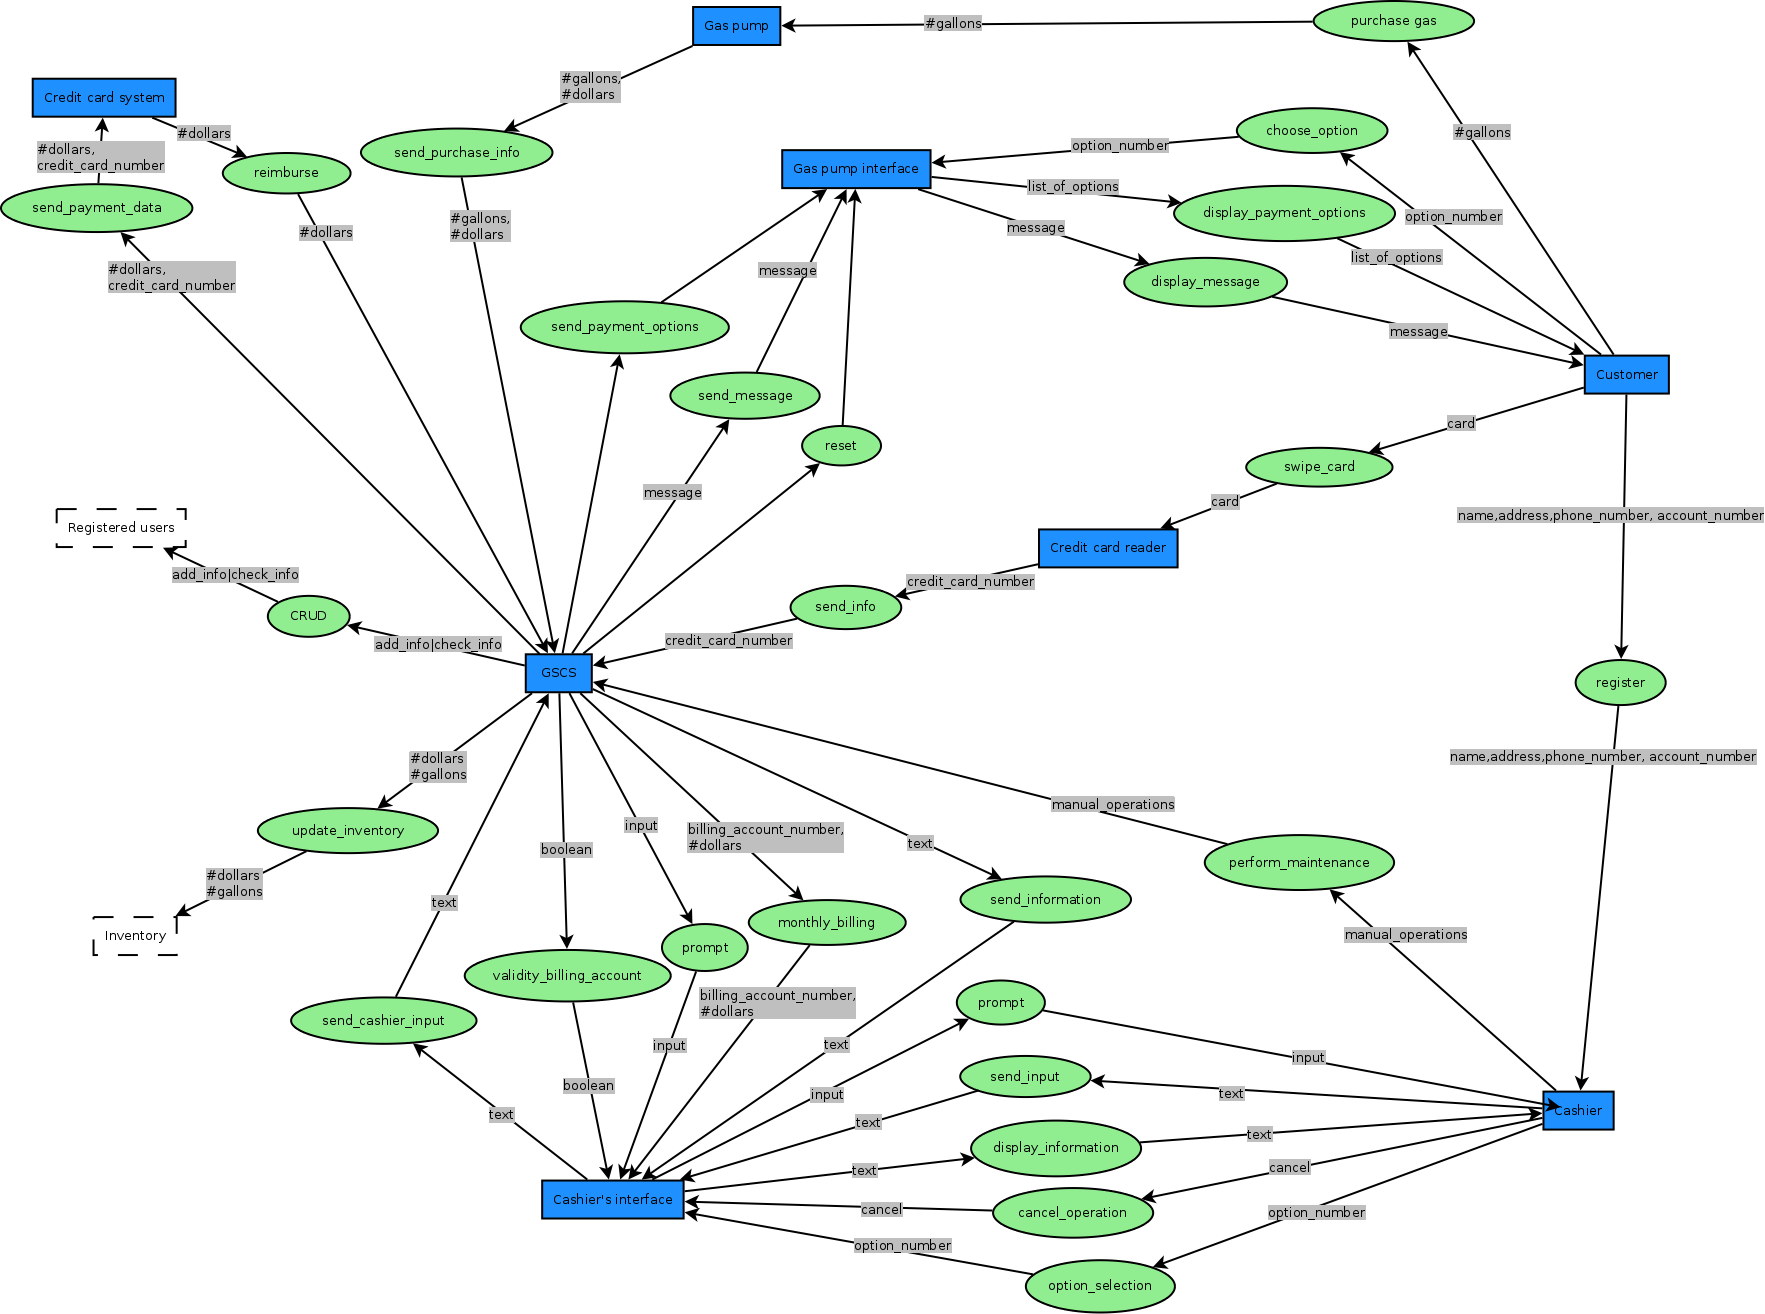 Gas pump
#gallons
purchase gas
#gallons,
#dollars
Credit card system
#dollars
#dollars,
credit_card_number
send_purchase_info
reimburse
send_payment_data
choose_option
option_number
#gallons
Gas pump interface
list_of_options
display_payment_options
option_number
message
list_of_options
#gallons,
#dollars
#dollars
#dollars,
credit_card_number
message
display_message
send_payment_options
message
Customer
send_message
card
reset
swipe_card
message
card
name,address,phone_number, account_number
Registered users
Credit card reader
add_info|check_info
credit_card_number
send_info
CRUD
add_info|check_info
credit_card_number
GSCS
register
#dollars
#gallons
name,address,phone_number, account_number
manual_operations
update_inventory
input
billing_account_number,
#dollars
boolean
text
perform_maintenance
#dollars
#gallons
text
send_information
monthly_billing
Inventory
prompt
manual_operations
validity_billing_account
billing_account_number,
#dollars
prompt
send_cashier_input
input
text
input
send_input
boolean
input
text
text
text
Cashier
text
display_information
text
text
cancel
Cashier's interface
cancel
cancel_operation
option_number
option_number
option_selection